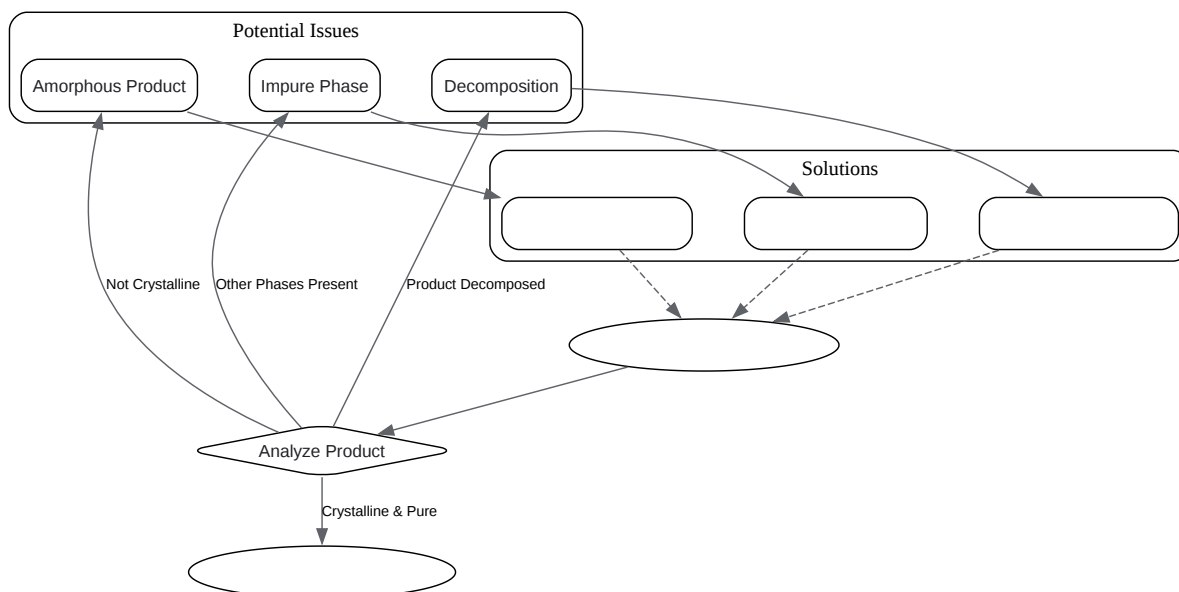 Potential Issues
Amorphous Product
Impure Phase
Decomposition
Solutions
Not Crystalline
Other Phases Present
Product Decomposed
Analyze Product
Crystalline & Pure